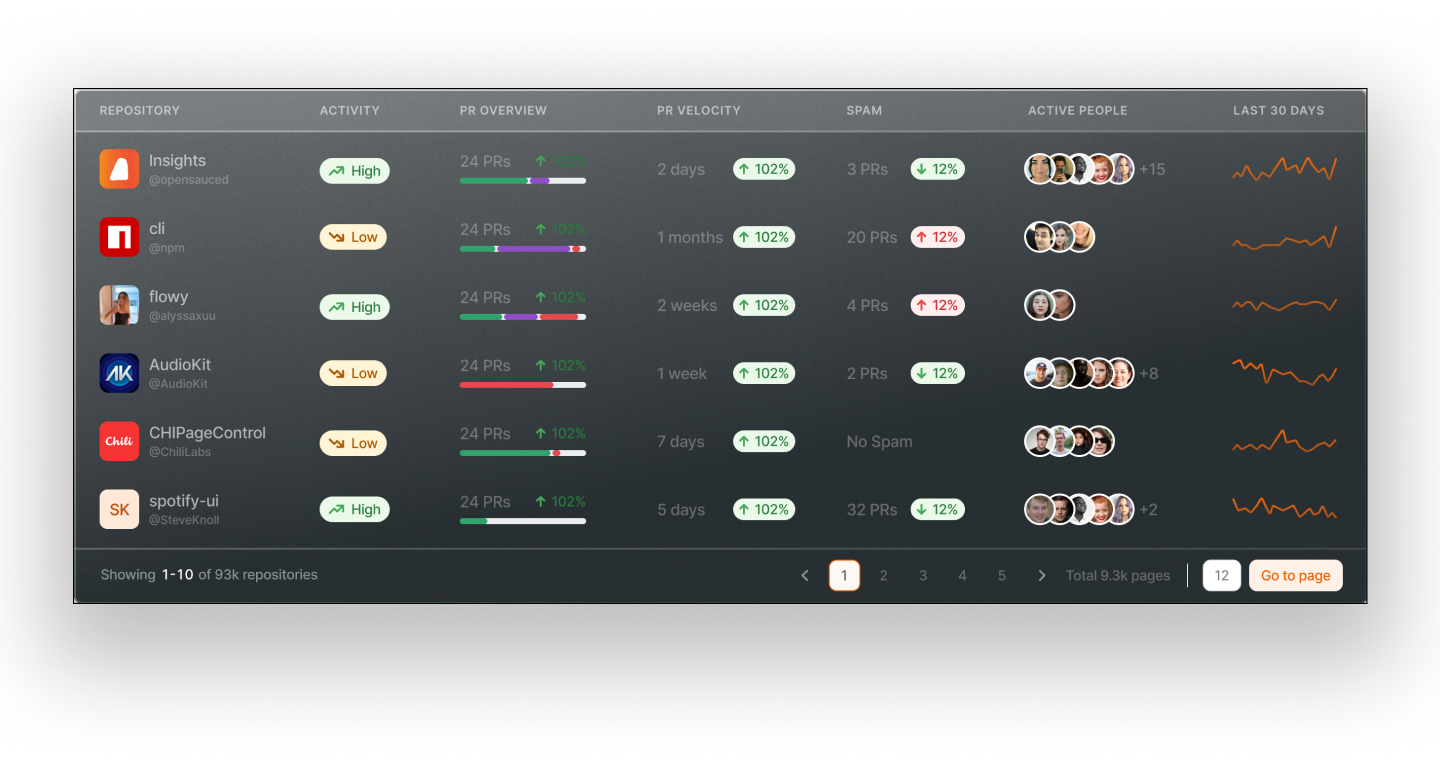 REPOSITORY ACTIVITY PR OVERVIEW PR VELOCITY SPAM ACTIVE PEOPLE LAST 30 DAYS
Insights
@opensauced
High
24 PRs 102%
2 days 102%
3 PRs 12%
+15
cli
@npm
Low
24 PRs 102%
1 months 102%
20 PRs 12%
flowy
@alyssaxuu
High
24 PRs 102%
2 weeks 102%
4 PRs 12%
AK
AudioKit
@AudioKit
Low
24 PRs 102%
1 week 102%
2 PRs 12%
+8
Chili
CHIPageControl
@ChiliLabs
Low
24 PRs 102%
7 days 102%
No Spam
SK
spotify-ui
@SteveKnoll
High
24 PRs 102%
5 days 102%
32 PRs 12%
+2
Showing 1-10 of 93k repositories
1 2 3 4 5 Total 9.3k pages 12 Go to page